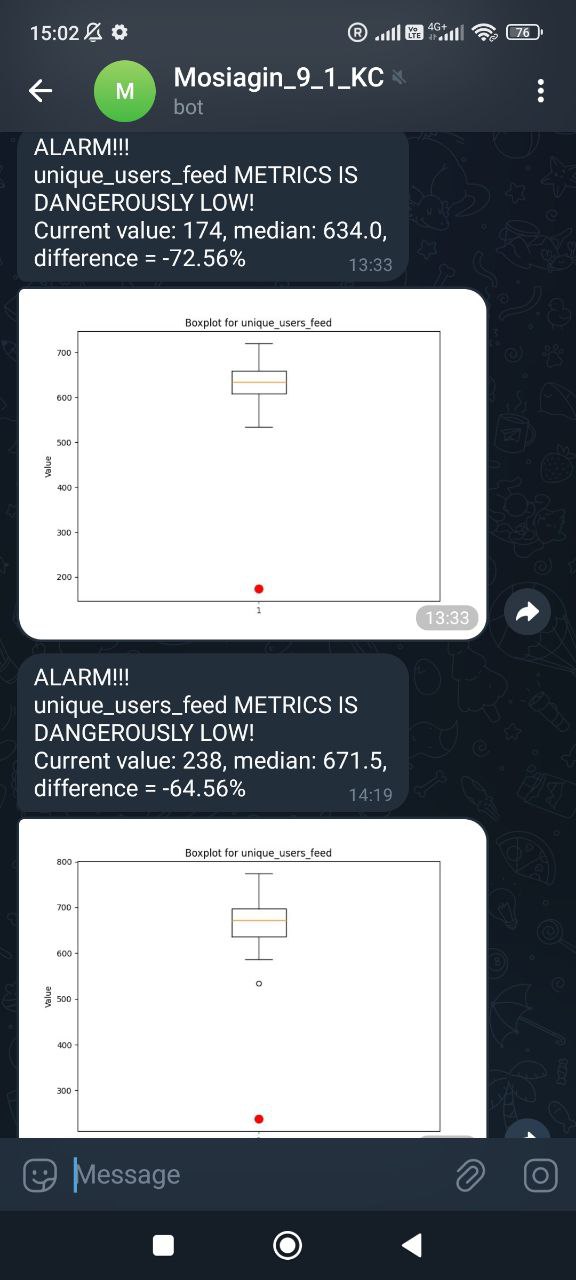 15:02
R Vo LTE 4G+ 76
M
Mosiagin_9_1_KC
bot
ALARM!!!
unique_users_feed METRICS IS
DANGEROUSLY LOW!
Current value: 174, median: 634.0,
difference = -72.56%
13:33
Boxplot for unique_users_feed
700
600
500
Value
400
300
200
1
13:33
ALARM!!!
unique_users_feed METRICS IS
DANGEROUSLY LOW!
Current value: 238, median: 671.5,
difference = -64.56%
14:19
Boxplot for unique_users_feed
800
700
600
Value
500
400
300
Message